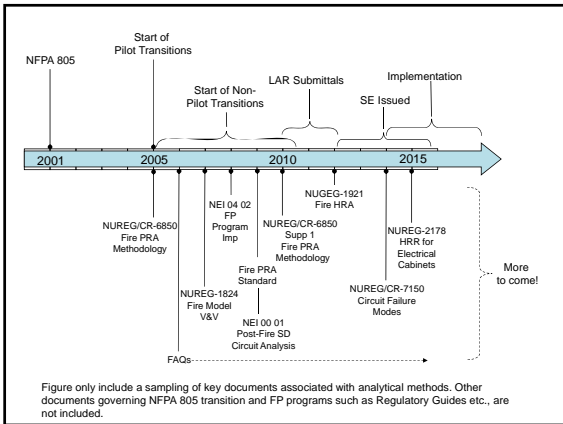 Start of
Pilot Transitions
NFPA 805
Start of Non-
Pilot Transitions
LAR Submittals
SE Issued
Implementation
2001
2005
2010
2015
NUREG/CR-6850
Fire PRA
Methodology
NUREG-1824
Fire Model
V&V
NEI 04 02
FP
Program
Imp
Fire PRA
Standard
NEI 00 01
Post-Fire SD
Circuit Analysis
NUREG/CR-6850
Supp 1
Fire PRA
Methodology
NUGEG-1921
Fire HRA
NUREG/CR-7150
Circuit Failure
Modes
NUREG-2178
HRR for
Electrical
Cabinets
More
to come!
FAQs
Figure only include a sampling of key documents associated with analytical methods. Other
documents governing NFPA 805 transition and FP programs such as Regulatory Guides etc., are
not included.